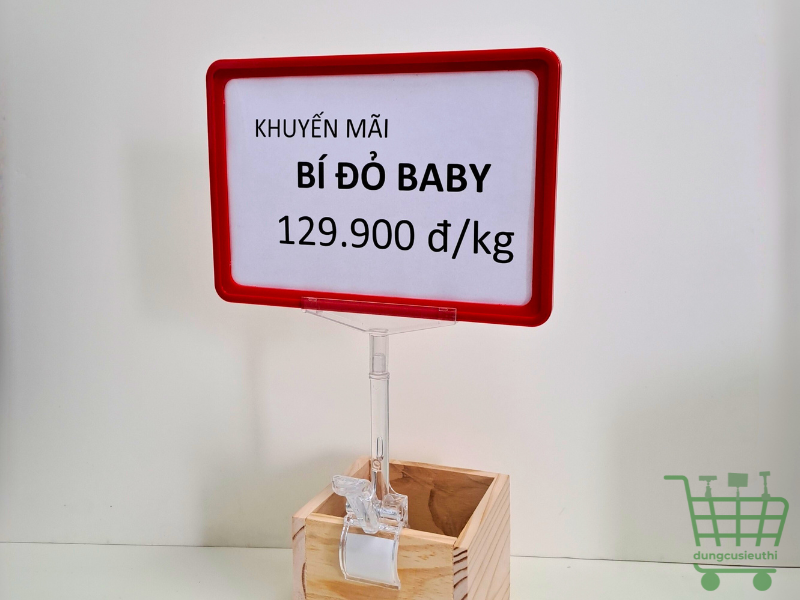 KHUYẾN MÃI
BÍ ĐỎ BABY
129.900 đ/kg
dungcusieuthi